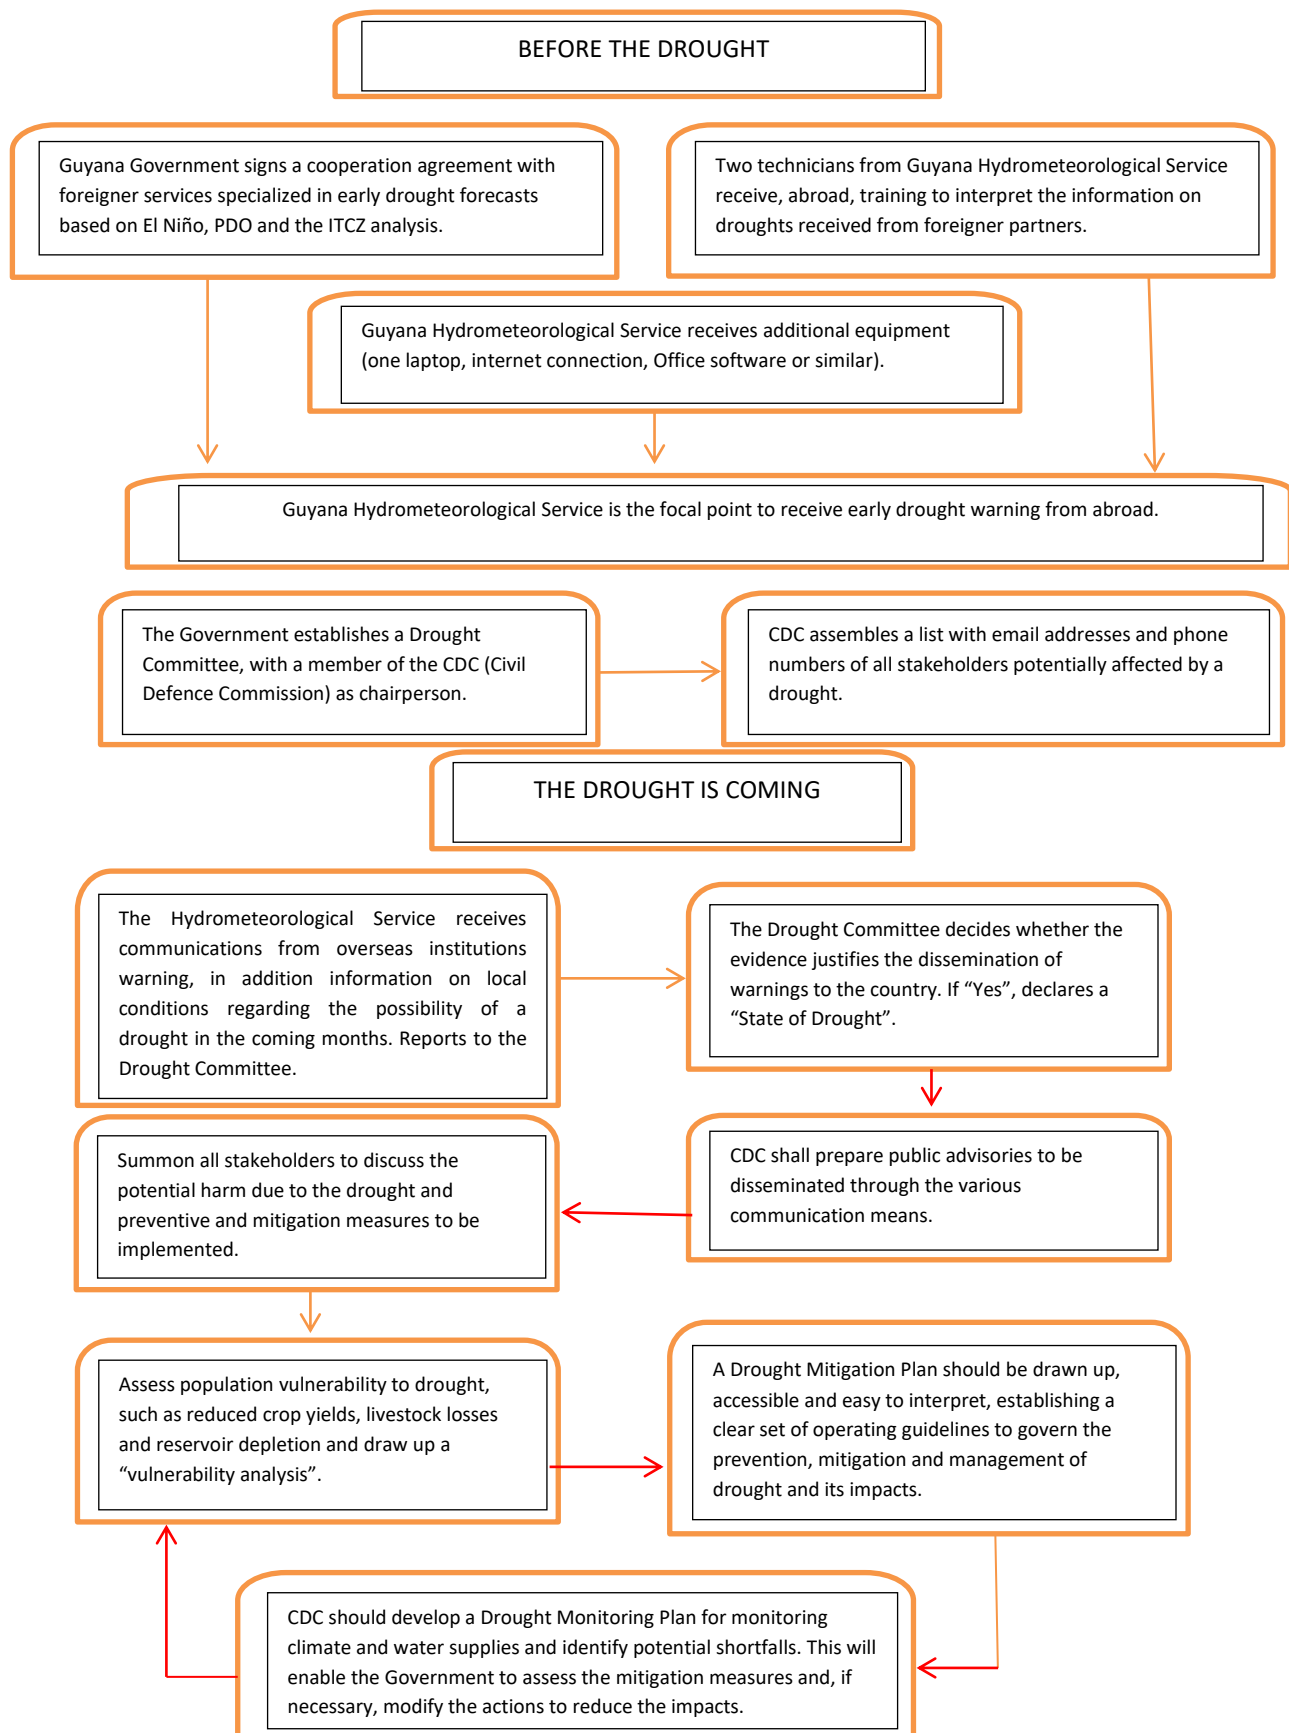 BEFORE THE DROUGHT
Guyana Government signs a cooperation agreement with
foreigner services specialized in early drought forecasts
based on El Niño, PDO and the ITCZ analysis.
Two technicians from Guyana Hydrometeorological Service
receive, abroad, training to interpret the information on
droughts received from foreigner partners.
Guyana Hydrometeorological Service receives additional equipment
(one laptop, internet connection, Office software or similar).
Guyana Hydrometeorological Service is the focal point to receive early drought warning from abroad.
The Government establishes a Drought
Committee, with a member of the CDC (Civil
Defence Commission) as chairperson.
CDC assembles a list with email addresses and phone
numbers of all stakeholders potentially affected by a
drought.
THE DROUGHT IS COMING
The Hydrometeorological Service receives
communications from overseas institutions
warning, in addition information on local
conditions regarding the possibility of a
drought in the coming months. Reports to the
Drought Committee.
The Drought Committee decides whether the
evidence justifies the dissemination of
warnings to the country. If “Yes”, declares a
“State of Drought”.
CDC shall prepare public advisories to be
disseminated through the various
communication means.
Summon all stakeholders to discuss the
potential harm due to the drought and
preventive and mitigation measures to be
implemented.
Assess population vulnerability to drought,
such as reduced crop yields, livestock losses
and reservoir depletion and draw up a
“vulnerability analysis”.
A Drought Mitigation Plan should be drawn up,
accessible and easy to interpret, establishing a
clear set of operating guidelines to govern the
prevention, mitigation and management of
drought and its impacts.
CDC should develop a Drought Monitoring Plan for monitoring
climate and water supplies and identify potential shortfalls. This will
enable the Government to assess the mitigation measures and, if
necessary, modify the actions to reduce the impacts.